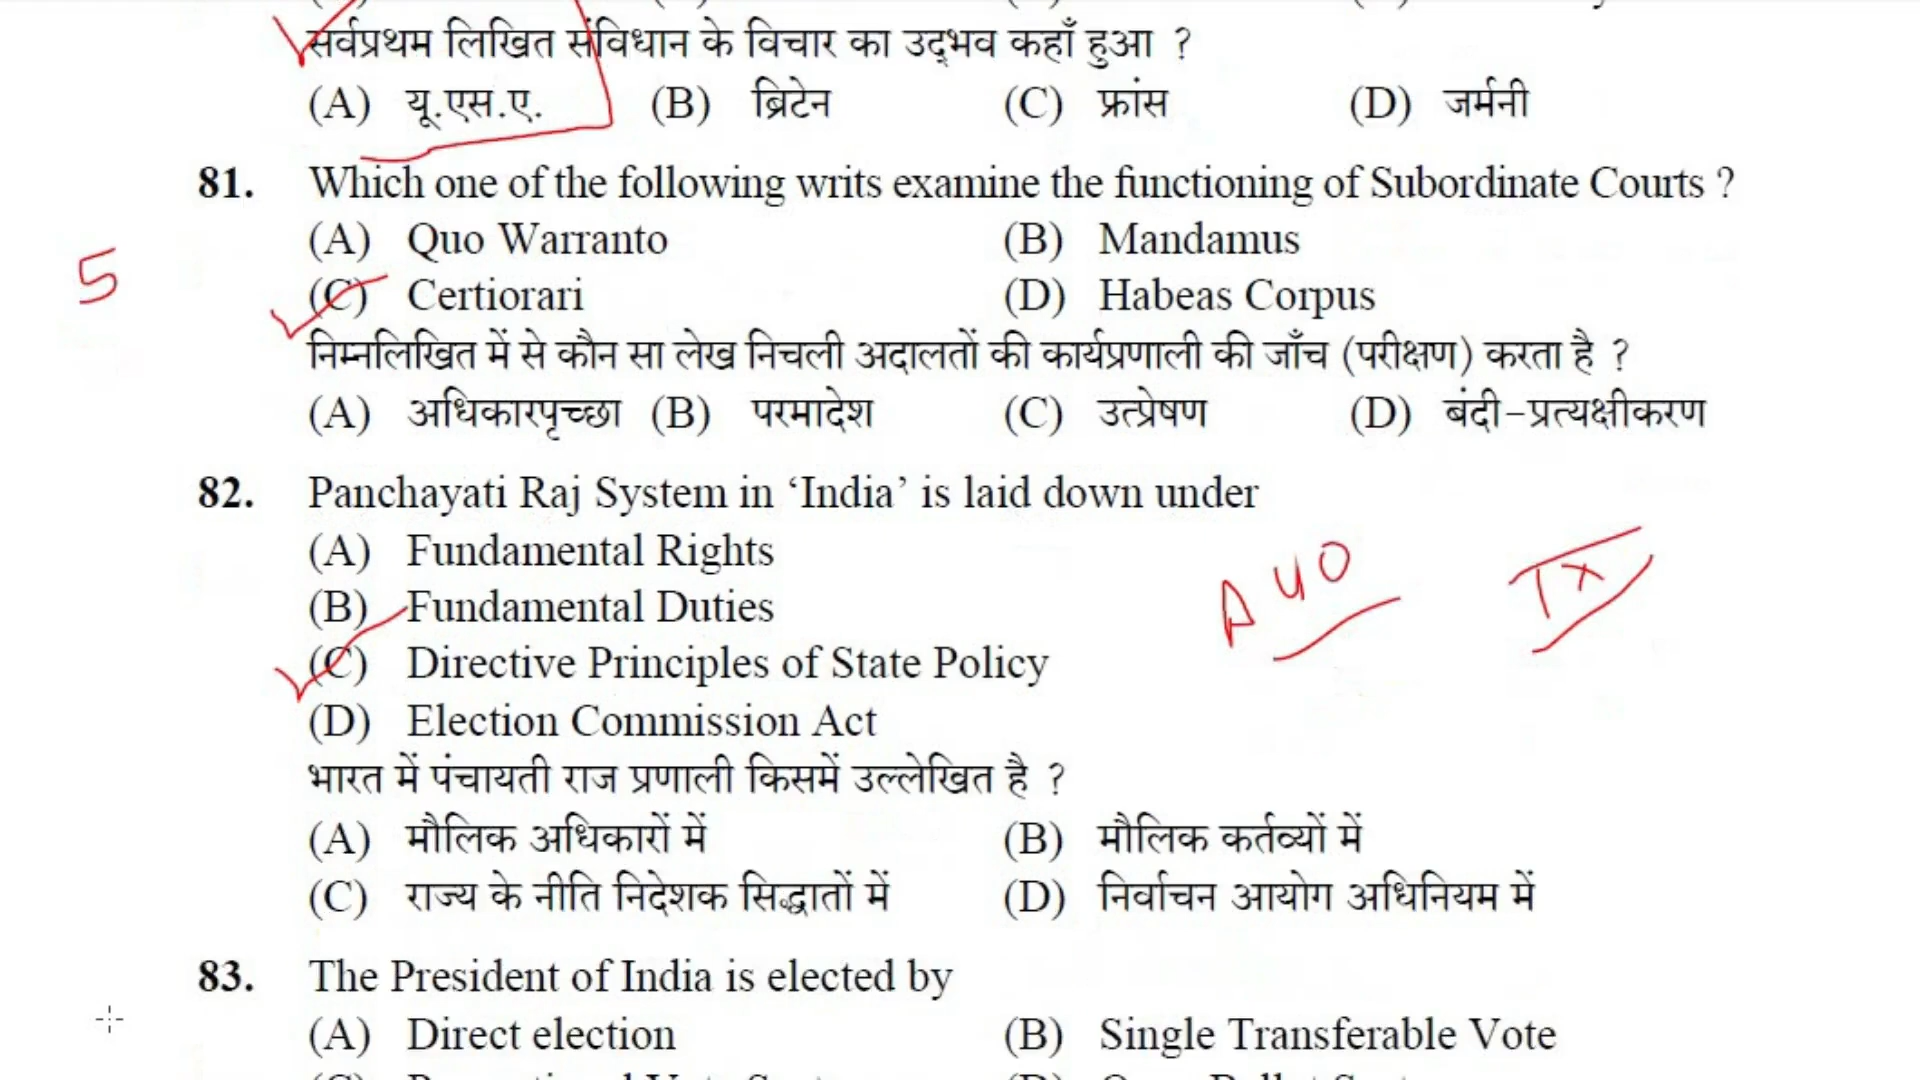 सर्वप्रथम लिखित संविधान के विचार का उद्भव कहाँ हुआ ?
(A) यू.एस.ए. (B) ब्रिटेन (C) फ्रांस (D) जर्मनी
81. Which one of the following writs examine the functioning of Subordinate Courts ?
(A) Quo Warranto (B) Mandamus
5
(C) Certiorari (D) Habeas Corpus
निम्नलिखित में से कौन सा लेख निचली अदालतों की कार्यप्रणाली की जाँच (परीक्षण) करता है ?
(A) अधिकारपृच्छा (B) परमादेश (C) उत्प्रेषण (D) बंदी-प्रत्यक्षीकरण
82. Panchayati Raj System in ‘India’ is laid down under
(A) Fundamental Rights
(B) Fundamental Duties
A 40 IX
(C) Directive Principles of State Policy
(D) Election Commission Act
भारत में पंचायती राज प्रणाली किसमें उल्लेखित है ?
(A) मौलिक अधिकारों में (B) मौलिक कर्तव्यों में
(C) राज्य के नीति निदेशक सिद्धातों में (D) निर्वाचन आयोग अधिनियम में
83. The President of India is elected by
(A) Direct election (B) Single Transferable Vote